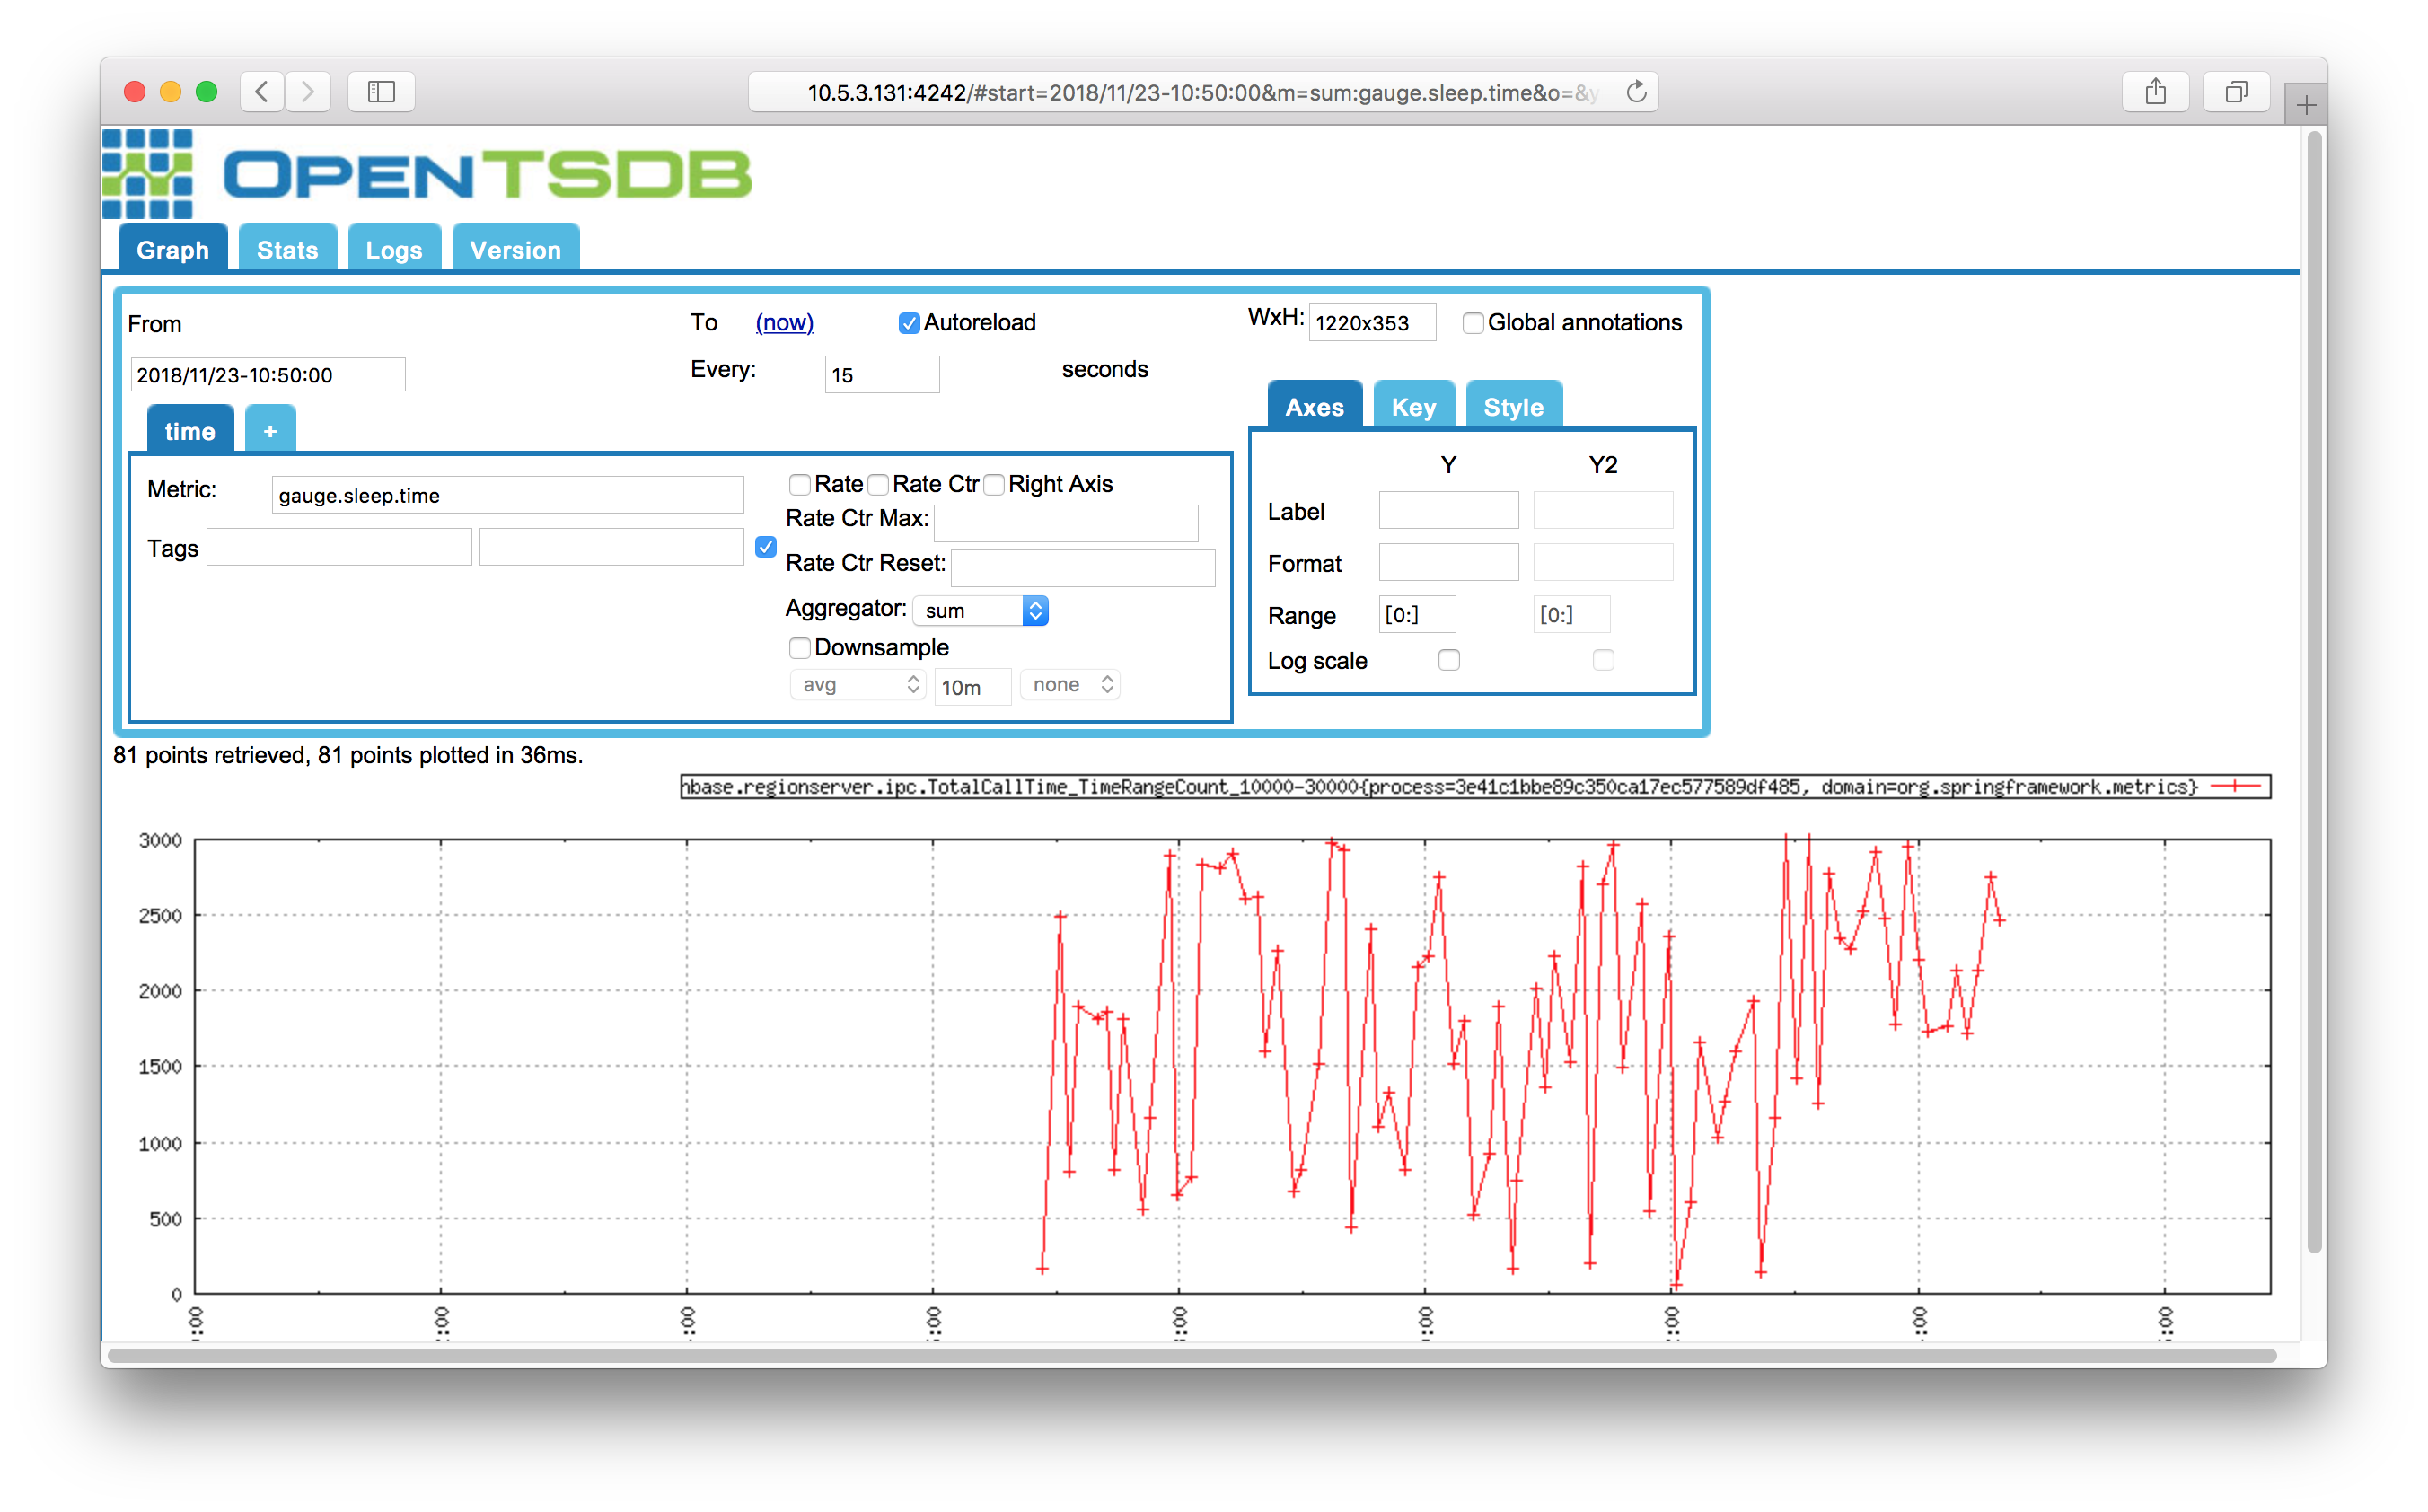 10.5.3.131:4242/#start=2018/11/23-10:50:00&m=sum:gauge.sleep.time&o=&y
OPENTSDB
Graph Stats Logs Version
From To (now) Autoreload WxH: 1220x353 Global annotations
2018/11/23-10:50:00 Every: 15 seconds
time +
Axes Key Style
Metric: gauge.sleep.time
Tags
Rate Rate Ctr Right Axis
Rate Ctr Max:
Rate Ctr Reset:
Aggregator: sum
Downsample
avg 10m none
Y Y2
Label
Format
Range [0:] [0:]
Log scale
81 points retrieved, 81 points plotted in 36ms.
hbase.regionserver.ipc.TotalCallTime_TimeRangeCount_10000-30000{process=3e41c1bbe89c350ca17ec577589df485, domain=org.springframework.metrics}
3000
2500
2000
1500
1000
500
0